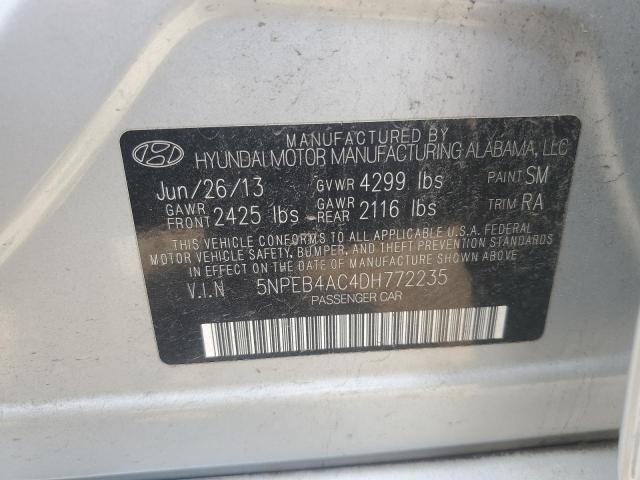 MANUFACTURED BY
HYUNDAI MOTOR MANUFACTURING ALABAMA, LLC
Jun/26/13 GVWR 4299 lbs PAINT SM
GAWR FRONT 2425 lbs GAWR REAR 2116 lbs TRIM RA
THIS VEHICLE CONFORMS TO ALL APPLICABLE U.S.A. FEDERAL
MOTOR VEHICLE SAFETY, BUMPER, AND THEFT PREVENTION STANDARDS
IN EFFECT ON THE DATE OF MANUFACTURE SHOWN ABOVE.
V.I.N 5NPEB4AC4DH772235
PASSENGER CAR